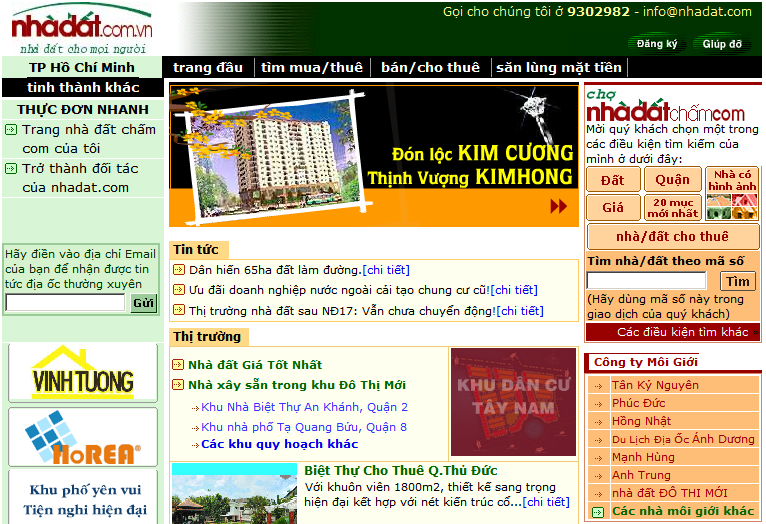 nhàđất.com.vn
nhà đất cho mọi người
Gọi cho chúng tôi ở 9302982 - info@nhadat.com
Đăng ký
Giúp đỡ
TP Hồ Chí Minh
tỉnh thành khác
trang đầu
tìm mua/thuê
bán/cho thuê
săn lùng mặt tiền
THỰC ĐƠN NHANH
Trang nhà đất chấm
com của tôi
Trở thành đối tác
của nhadat.com
Hãy điền vào địa chỉ Email
của bạn để nhận được tin
tức địa ốc thường xuyên
Gửi
VINH TUONG
HOREA
Khu phố yên vui
Tiện nghi hiện đại
Đón lộc KIM CƯƠNG
Thịnh Vượng KIMHONG
Tin tức
Dân hiến 65ha đất làm đường.[chi tiết]
Ưu đãi doanh nghiệp nước ngoài cải tạo chung cư cũ![chi tiết]
Thị trường nhà đất sau NĐ17: Vẫn chưa chuyển động![chi tiết]
Thị trường
Nhà đất Giá Tốt Nhất
Nhà xây sẵn trong khu Đô Thị Mới
Khu Nhà Biệt Thự An Khánh, Quận 2
Khu nhà phố Tạ Quang Bửu, Quận 8
Các khu quy hoạch khác
KHU DÂN CƯ
TÂY NAM
Biệt Thự Cho Thuê Q.Thủ Đức
Với khuôn viên 1800m2, thiết kế sang trọng
hiện đại kết hợp với nét kiến trúc cổ...[chi tiết]
chợ
nhàđấtchấmcom
Mời quý khách chọn một trong
các điều kiện tìm kiếm của
mình ở dưới đây:
Đất
Quận
Nhà có
hình ảnh
Giá
20 mục
mới nhất
nhà/đất cho thuê
Tìm nhà/đất theo mã số
Tìm
(Hãy dùng mã số này trong
giao dịch của quý khách)
Các điều kiện tìm khác
Công ty Môi Giới
Tân Kỷ Nguyên
Phúc Đức
Hồng Nhật
Du Lịch Địa Ốc Ánh Dương
Mạnh Hùng
Anh Trung
nhà đất ĐÔ THI MỚI
Các nhà môi giới khác